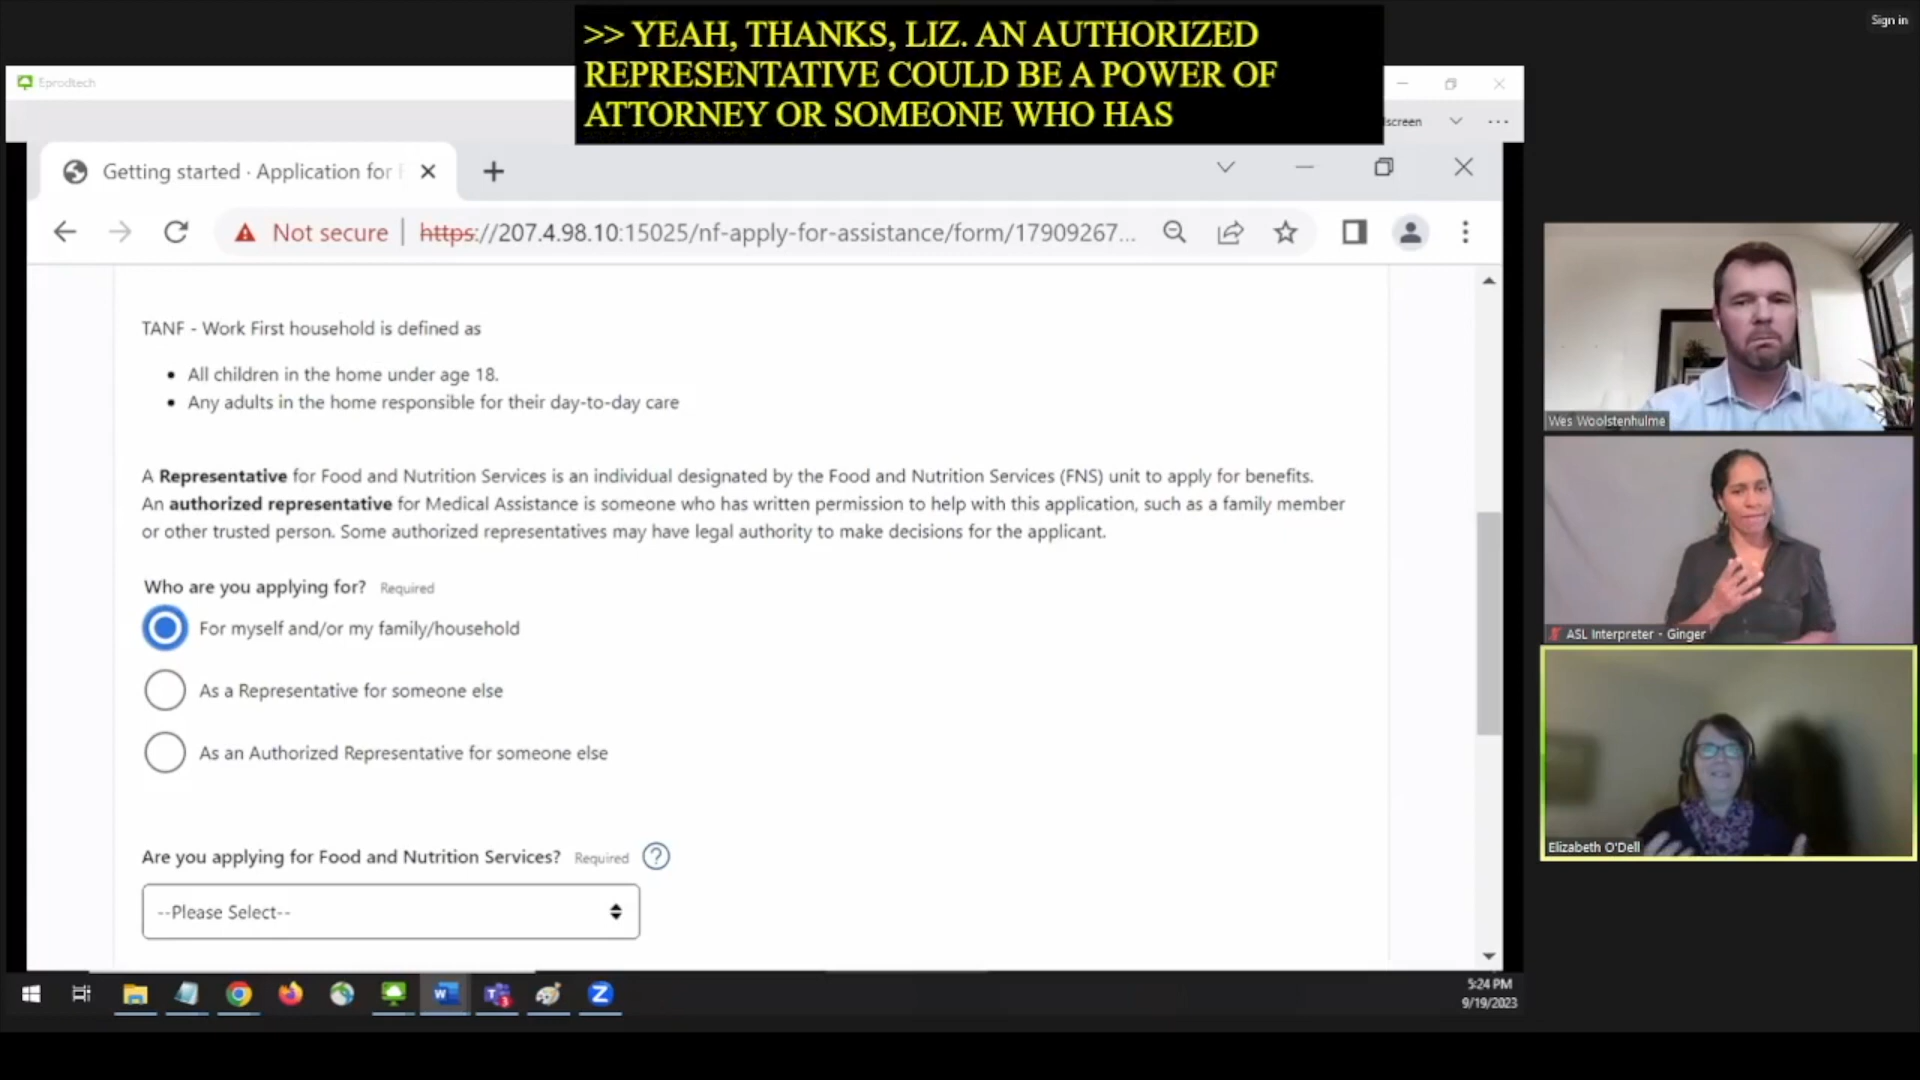 Sign in
>> YEAH, THANKS, LIZ. AN AUTHORIZED
REPRESENTATIVE COULD BE A POWER OF
ATTORNEY OR SOMEONE WHO HAS
Eprodtech
screen
Getting started · Application for
Not secure | https://207.4.98.10:15025/nf-apply-for-assistance/form/17909267...
TANF - Work First household is defined as
• All children in the home under age 18.
• Any adults in the home responsible for their day-to-day care
A Representative for Food and Nutrition Services is an individual designated by the Food and Nutrition Services (FNS) unit to apply for benefits.
An authorized representative for Medical Assistance is someone who has written permission to help with this application, such as a family member
or other trusted person. Some authorized representatives may have legal authority to make decisions for the applicant.
Who are you applying for? Required
For myself and/or my family/household
As a Representative for someone else
As an Authorized Representative for someone else
Are you applying for Food and Nutrition Services? Required ?
--Please Select--
5:24 PM
9/19/2023
Wes Woolstenhulme
ASL Interpreter - Ginger
Elizabeth O'Dell